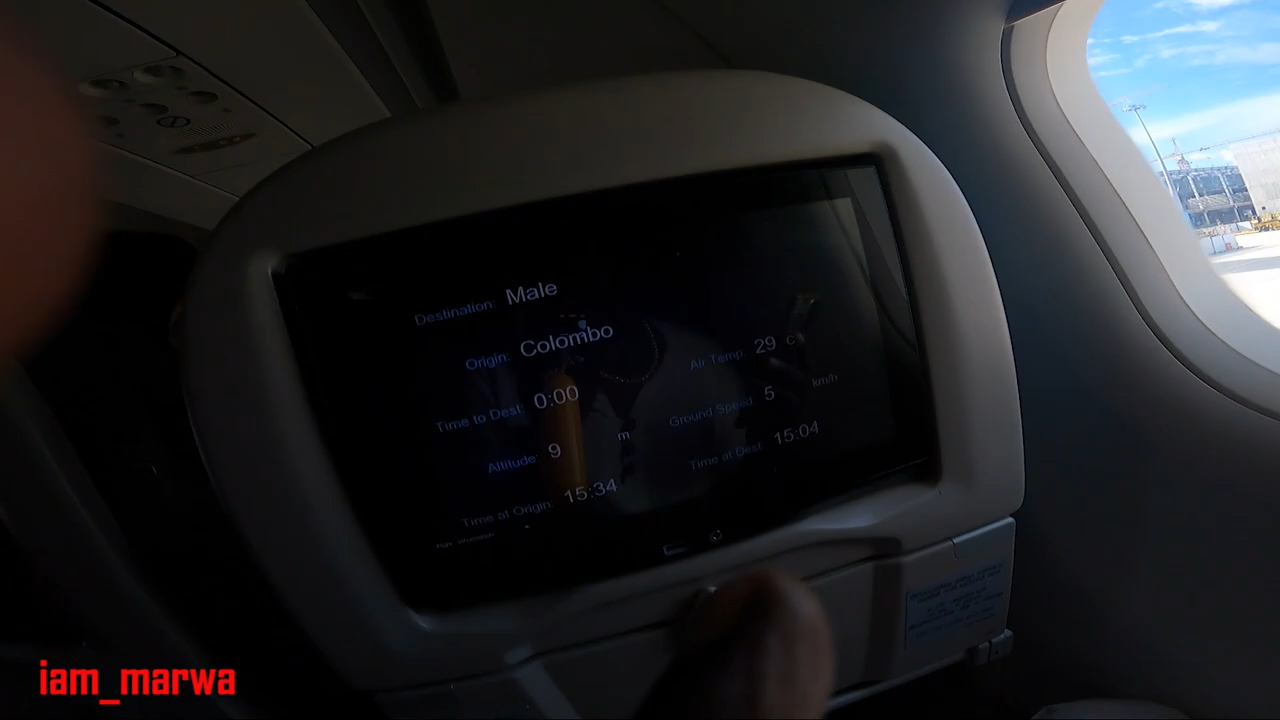 Destination: Male
Origin: Colombo
Air Temp: 29 c
Time to Dest: 0:00
Ground Speed: 5 km/h
Altitude: 9 m
Time at Dest: 15:04
Time at Origin: 15:34
iam_marwa